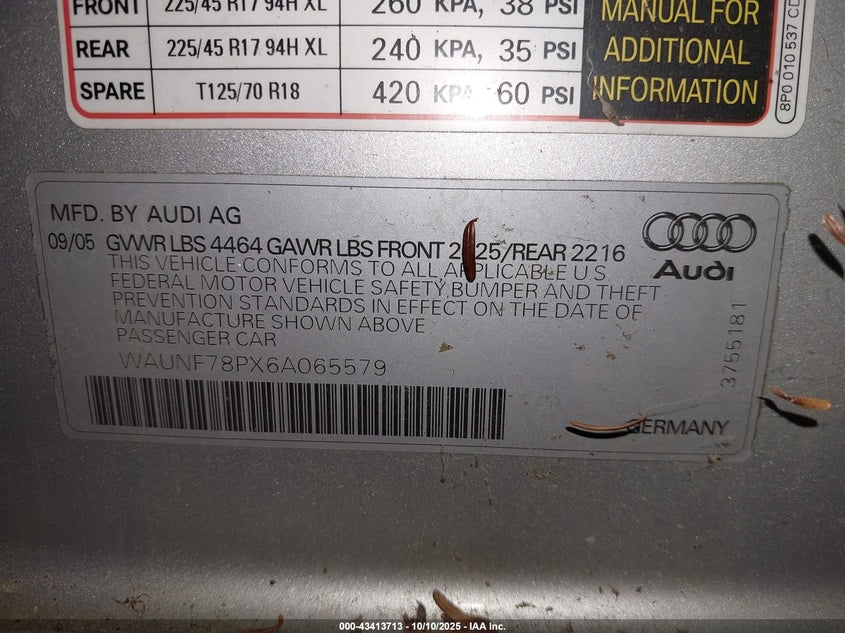 FRONT 225/45 R17 94H XL 260 KPA, 38 PSI
REAR 225/45 R17 94H XL 240 KPA, 35 PSI
SPARE T125/70 R18 420 KPA, 60 PSI
MANUAL FOR
ADDITIONAL
INFORMATION
8P0 010 537 CD
MFD. BY AUDI AG
09/05 GVWR LBS 4464 GAWR LBS FRONT 2 25/REAR 2216
THIS VEHICLE CONFORMS TO ALL APPLICABLE U S
FEDERAL MOTOR VEHICLE SAFETY,BUMPER AND THEFT
PREVENTION STANDARDS IN EFFECT ON THE DATE OF
MANUFACTURE SHOWN ABOVE
PASSENGER CAR
WAUNF78PX6A065579
Audi
3755181
GERMANY
000-43413713 - 10/10/2025 - IAA Inc.